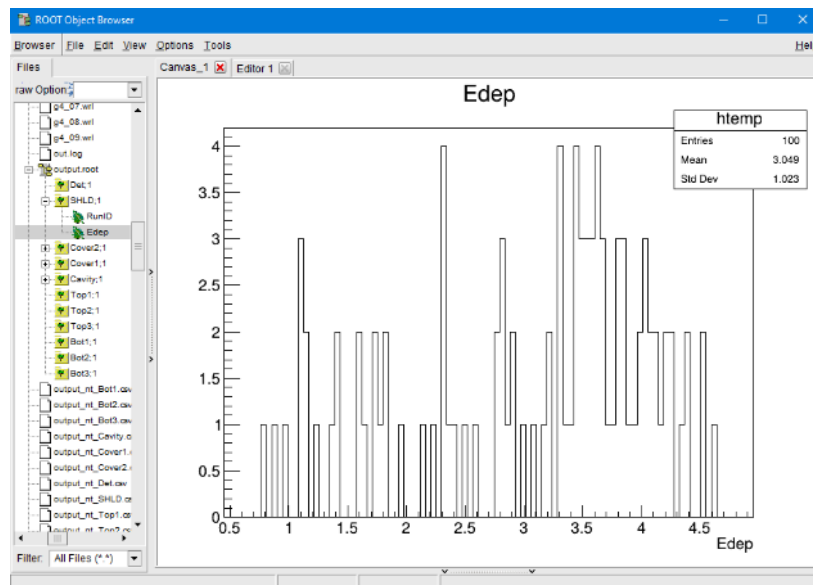 ROOT Object Browser
Browser File Edit View Options Tools Hel
Files
Canvas_1 Editor 1
raw Option:
g4_07.wrl
g4_08.wrl
g4_09.wrl
out.log
output.root
Det;1
SHLD;1
RunID
Edep
Cover2;1
Cover1;1
Cavity;1
Top1;1
Top2;1
Top3;1
Bot1;1
Bot2;1
Bot3;1
output_nt_Bot1.csv
output_nt_Bot2.csv
output_nt_Bot3.csv
output_nt_Cavity.c
output_nt_Cover1.
output_nt_Cover2.
output_nt_Det.csv
output_nt_SHLD.cs
output_nt_Top1.cs
output_nt_Top2.cs
Filter: All Files (*.*)
Edep
htemp
Entries 100
Mean 3.049
Std Dev 1.023
4
3.5
3
2.5
2
1.5
1
0.5
0
0.5 1 1.5 2 2.5 3 3.5 4 4.5
Edep